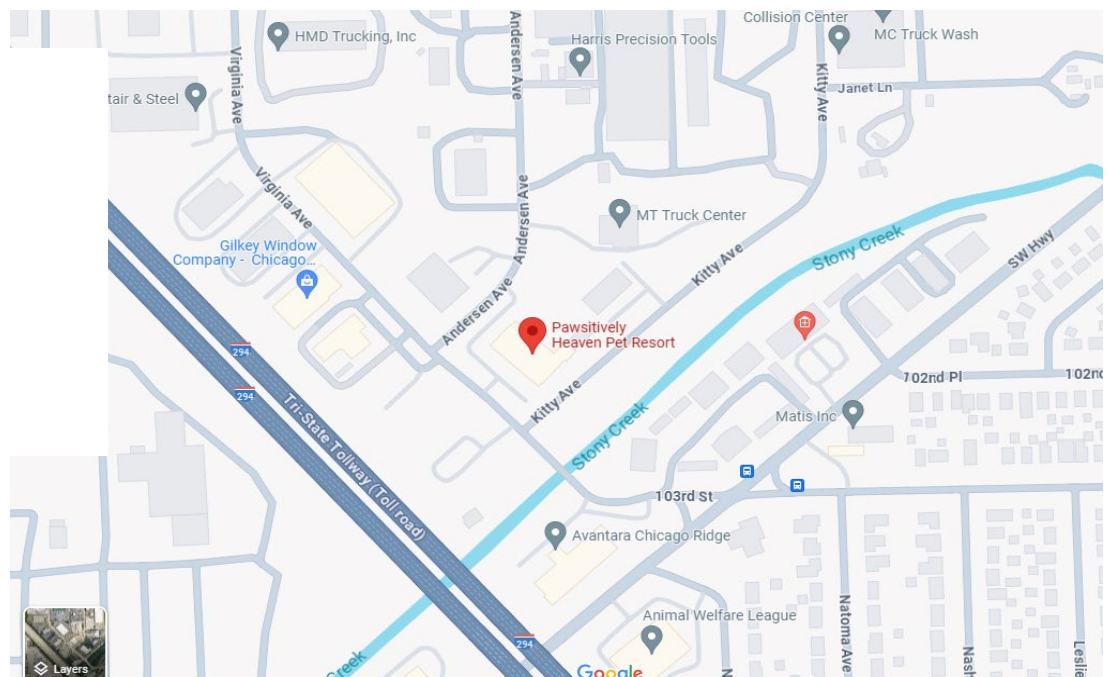 Collision Center
HMD Trucking, Inc
MC Truck Wash
Harris Precision Tools
Andersen Ave
Virginia Ave
Kitty Ave
Janet Ln
tair & Steel
Virginia Ave
MT Truck Center
Andersen Ave
Stony Creek
SW Hwy
Gilkey Window
Company - Chicago...
Kitty Ave
Andersen Ave
Pawsitively
Heaven Pet Resort
294
294
102nd Pl
102nd
Kitty Ave
Tri-State Tollway (Toll road)
Stony Creek
Matis Inc
103rd St
Avantara Chicago Ridge
Animal Welfare League
Natoma Ave
Nash
Leslie
N
294
Creek
Layers
Google